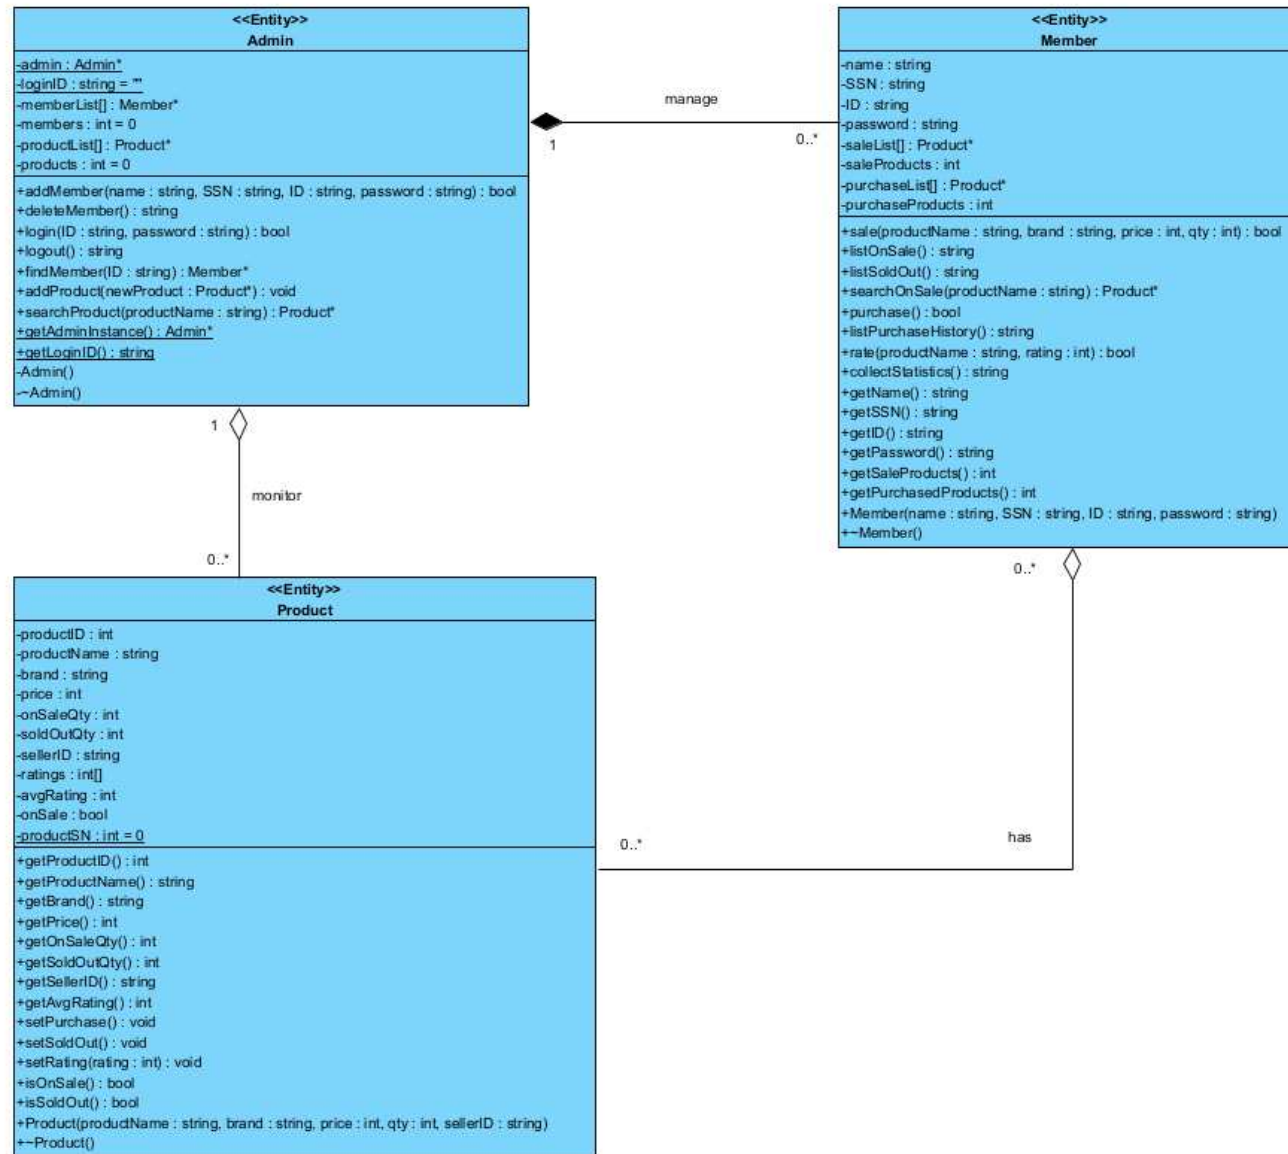 <<Entity>>
Admin
-admin : Admin*
-loginID : string = ""
-memberList[] : Member*
-members : int = 0
-productList[] : Product*
-products : int = 0
+addMember(name : string, SSN : string, ID : string, password : string) : bool
+deleteMember() : string
+login(ID : string, password : string) : bool
+logout() : string
+findMember(ID : string) : Member*
+addProduct(newProduct : Product*) : void
+searchProduct(productName : string) : Product*
+getAdminInstance() : Admin*
+getLoginID() : string
-Admin()
-~Admin()
manage
1
0..*
<<Entity>>
Member
-name : string
-SSN : string
-ID : string
-password : string
-saleList[] : Product*
-saleProducts : int
-purchaseList[] : Product*
-purchaseProducts : int
+sale(productName : string, brand : string, price : int, qty : int) : bool
+listOnSale() : string
+listSoldOut() : string
+searchOnSale(productName : string) : Product*
+purchase() : bool
+listPurchaseHistory() : string
+rate(productName : string, rating : int) : bool
+collectStatistics() : string
+getName() : string
+getSSN() : string
+getID() : string
+getPassword() : string
+getSaleProducts() : int
+getPurchasedProducts() : int
+Member(name : string, SSN : string, ID : string, password : string)
+~Member()
1
monitor
0..*
0..*
<<Entity>>
Product
-productID : int
-productName : string
-brand : string
-price : int
-onSaleQty : int
-soldOutQty : int
-sellerID : string
-ratings : int[]
-avgRating : int
-onSale : bool
-productSN : int = 0
+getProductID() : int
+getProductName() : string
+getBrand() : string
+getPrice() : int
+getOnSaleQty() : int
+getSoldOutQty() : int
+getSellerID() : string
+getAvgRating() : int
+setPurchase() : void
+setSoldOut() : void
+setRating(rating : int) : void
+isOnSale() : bool
+isSoldOut() : bool
+Product(productName : string, brand : string, price : int, qty : int, sellerID : string)
+~Product()
0..*
has